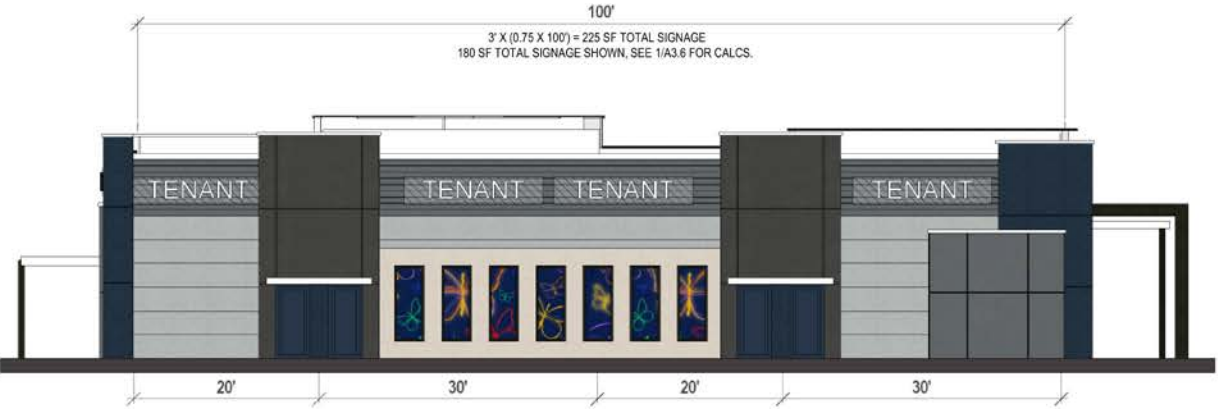 100'
3' X (0.75 X 100') = 225 SF TOTAL SIGNAGE
180 SF TOTAL SIGNAGE SHOWN, SEE 1/A3.6 FOR CALCS.
TENANT TENANT TENANT TENANT
20' 30' 20' 30'